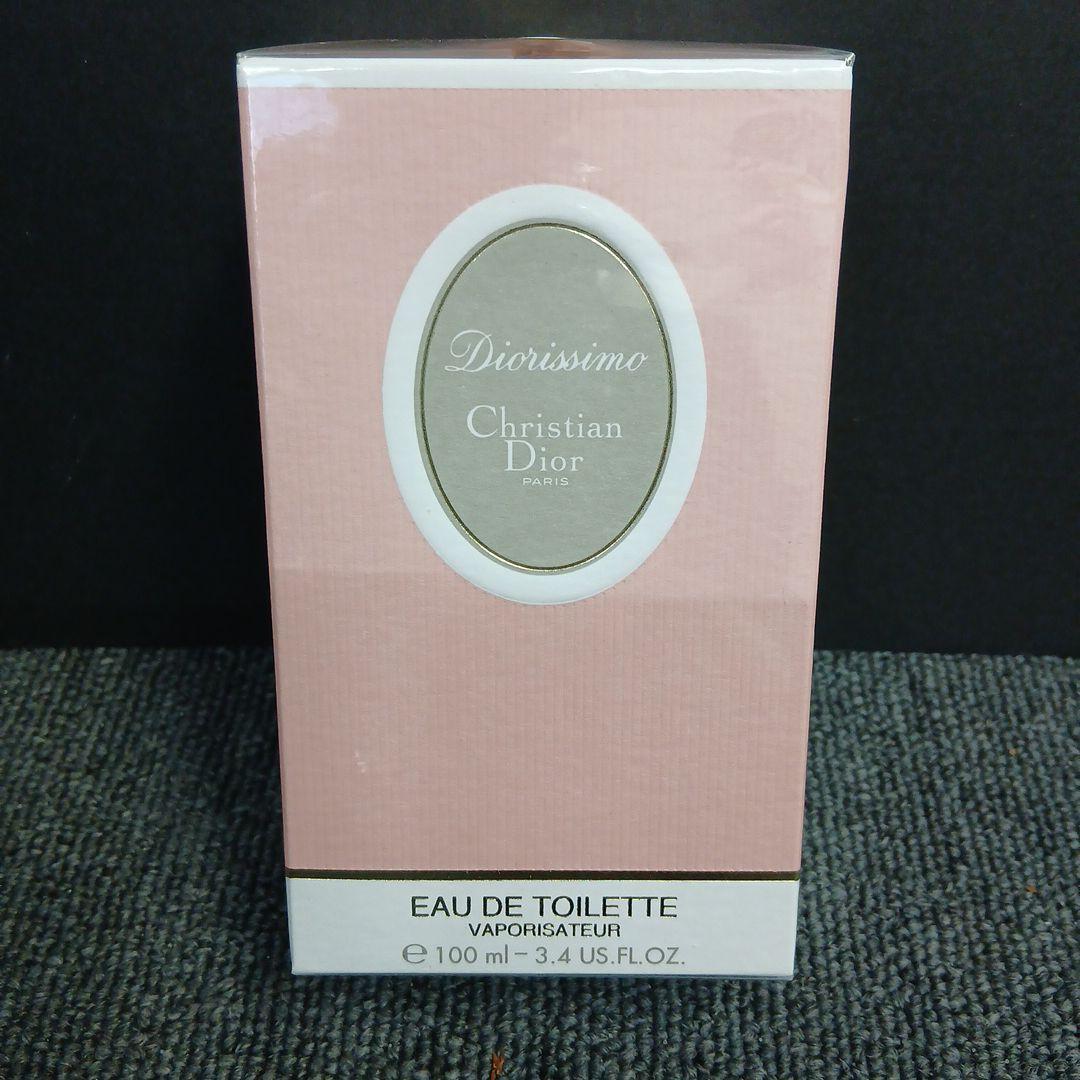 Diorissimo
Christian
Dior
PARIS
EAU DE TOILETTE
VAPORISATEUR
℮ 100 ml – 3.4 US.FL.OZ.